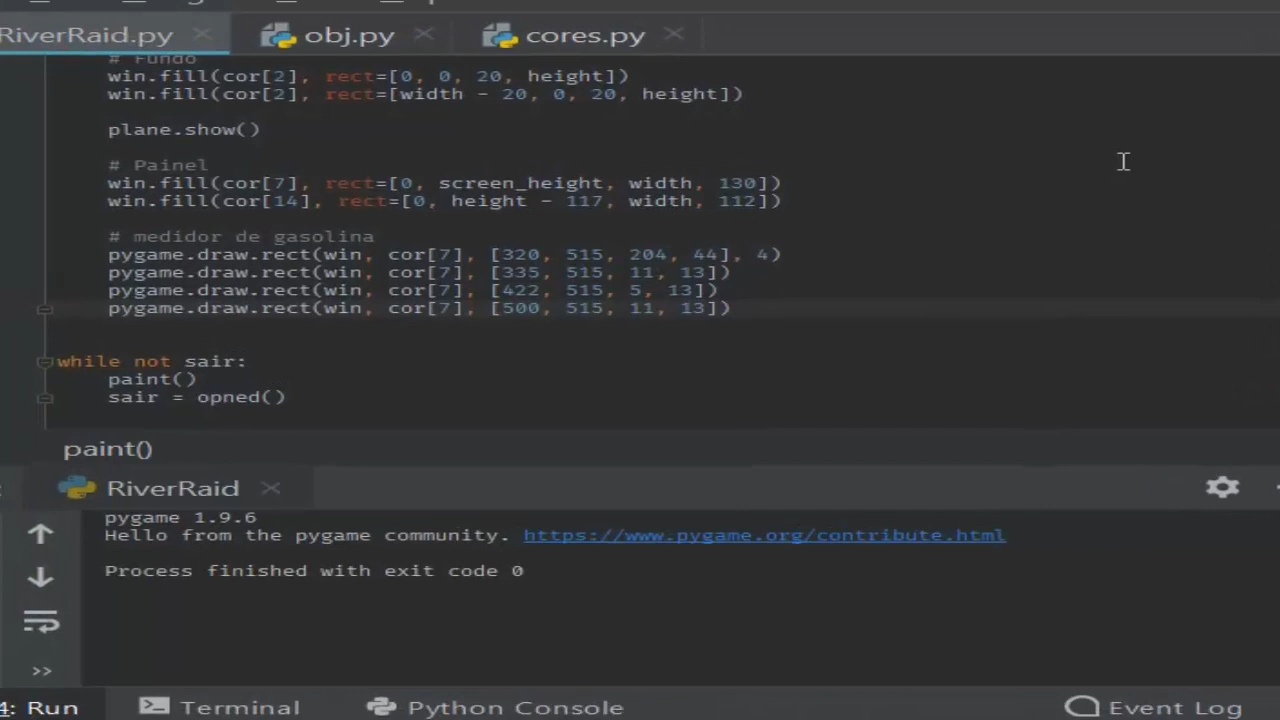 RiverRaid.py
obj.py
cores.py
# Fundo
win.fill(cor[2], rect=[0, 0, 20, height])
win.fill(cor[2], rect=[width - 20, 0, 20, height])
plane.show()
# Painel
win.fill(cor[7], rect=[0, screen_height, width, 130])
win.fill(cor[14], rect=[0, height - 117, width, 112])
# medidor de gasolina
pygame.draw.rect(win, cor[7], [320, 515, 204, 44], 4)
pygame.draw.rect(win, cor[7], [335, 515, 11, 13])
pygame.draw.rect(win, cor[7], [422, 515, 5, 13])
pygame.draw.rect(win, cor[7], [500, 515, 11, 13])
while not sair:
paint()
sair = opned()
paint()
RiverRaid
pygame 1.9.6
Hello from the pygame community. https://www.pygame.org/contribute.html
Process finished with exit code 0
>>
4: Run
Terminal
Python Console
Event Log